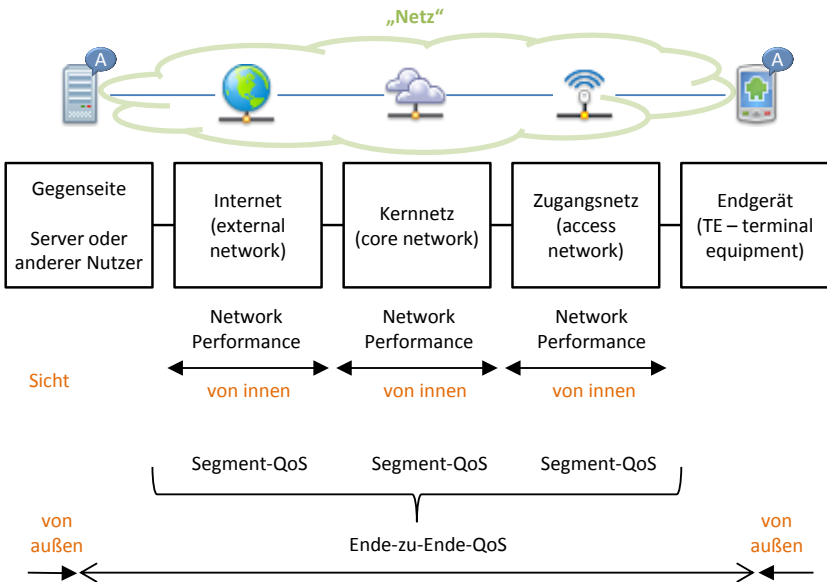 „Netz“
A
A
Gegenseite
Server oder
anderer Nutzer
Internet
(external
network)
Kernnetz
(core network)
Zugangsnetz
(access
network)
Endgerät
(TE – terminal
equipment)
Network
Performance
Network
Performance
Network
Performance
Sicht
von innen
von innen
von innen
Segment-QoS
Segment-QoS
Segment-QoS
von
außen
Ende-zu-Ende-QoS
von
außen